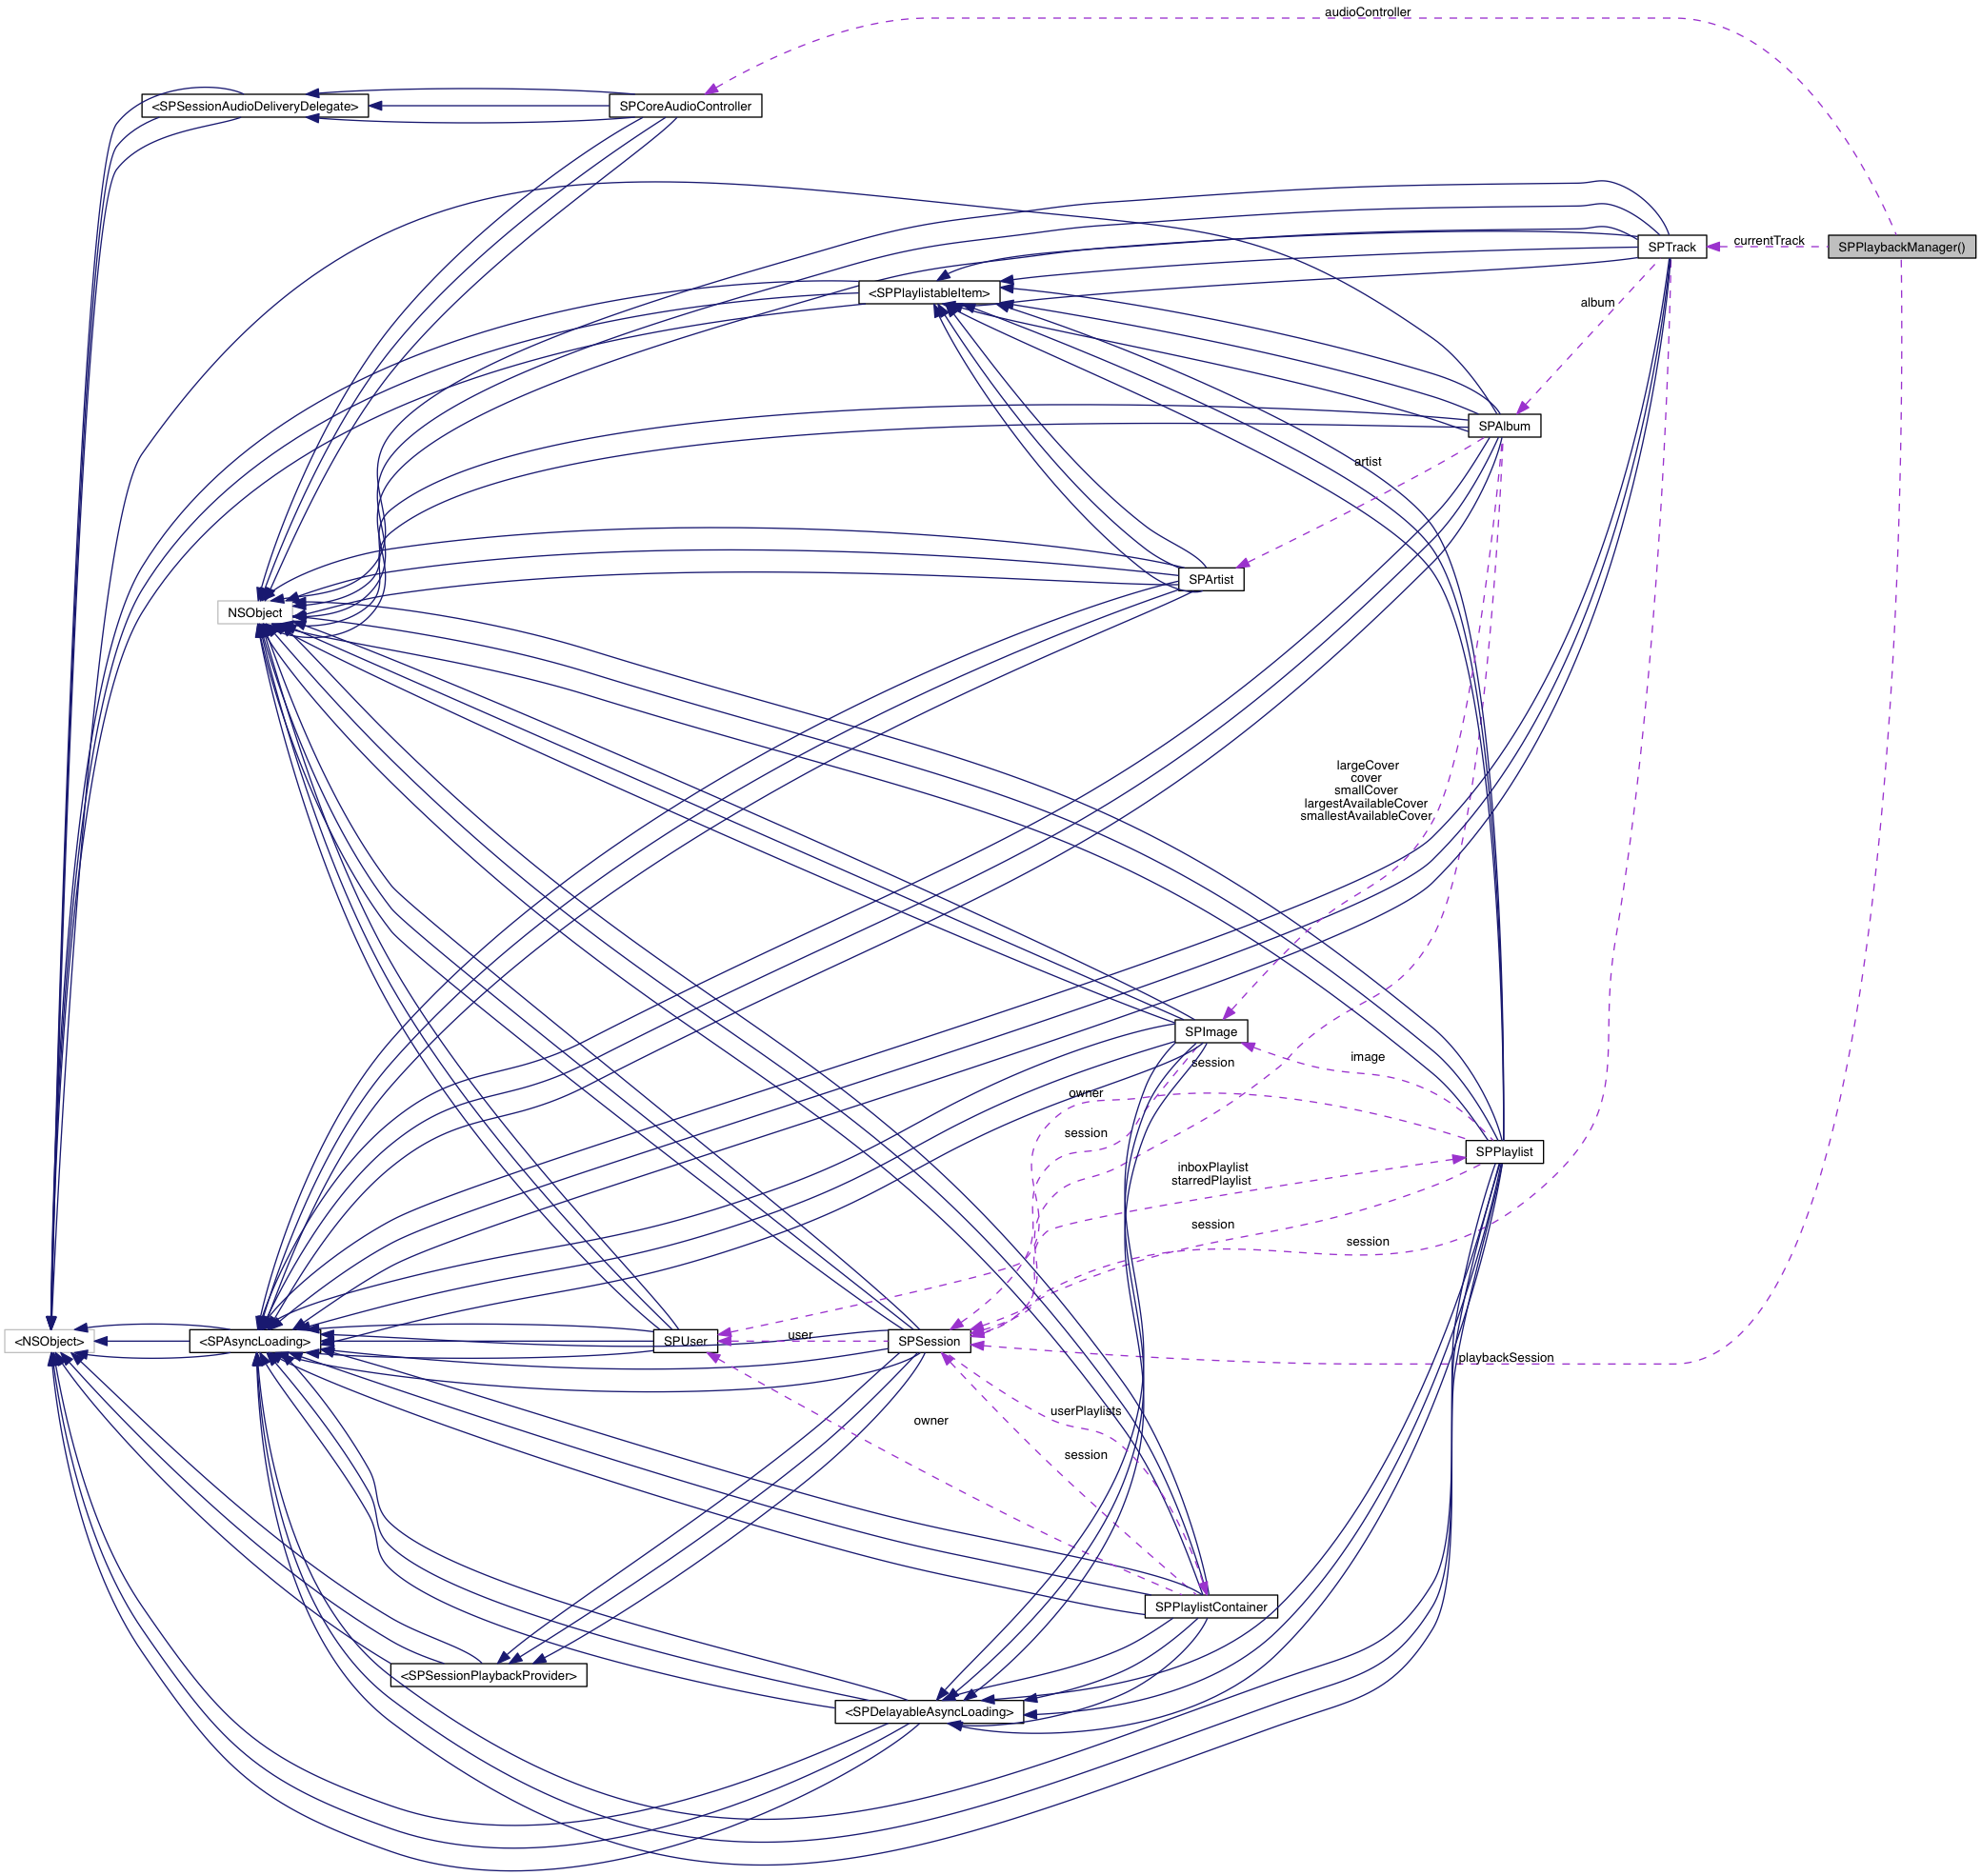 audioController
<SPSessionAudioDeliveryDelegate>
SPCoreAudioController
SPTrack
currentTrack
SPPlaybackManager()
<SPPlaylistableItem>
album
SPAlbum
artist
SPArtist
NSObject
largeCover
cover
smallCover
largestAvailableCover
smallestAvailableCover
SPImage
session
image
owner
session
SPPlaylist
inboxPlaylist
starredPlaylist
session
session
<NSObject>
<SPAsyncLoading>
SPUser
user
SPSession
playbackSession
userPlaylists
owner
session
SPPlaylistContainer
<SPSessionPlaybackProvider>
<SPDelayableAsyncLoading>